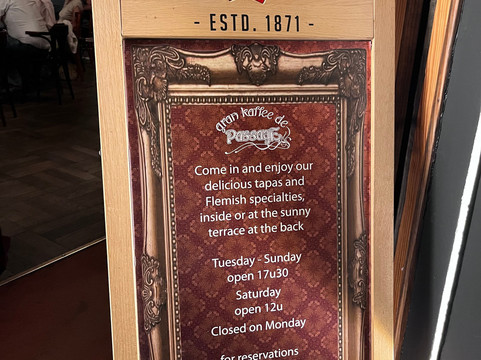 - ESTD. 1871 -
gran kaffee de
Passage
Come in and enjoy our
delicious tapas and
Flemish specialties,
inside or at the sunny
terrace at the back
Tuesday - Sunday
open 17u30
Saturday
open 12u
Closed on Monday
for reservations